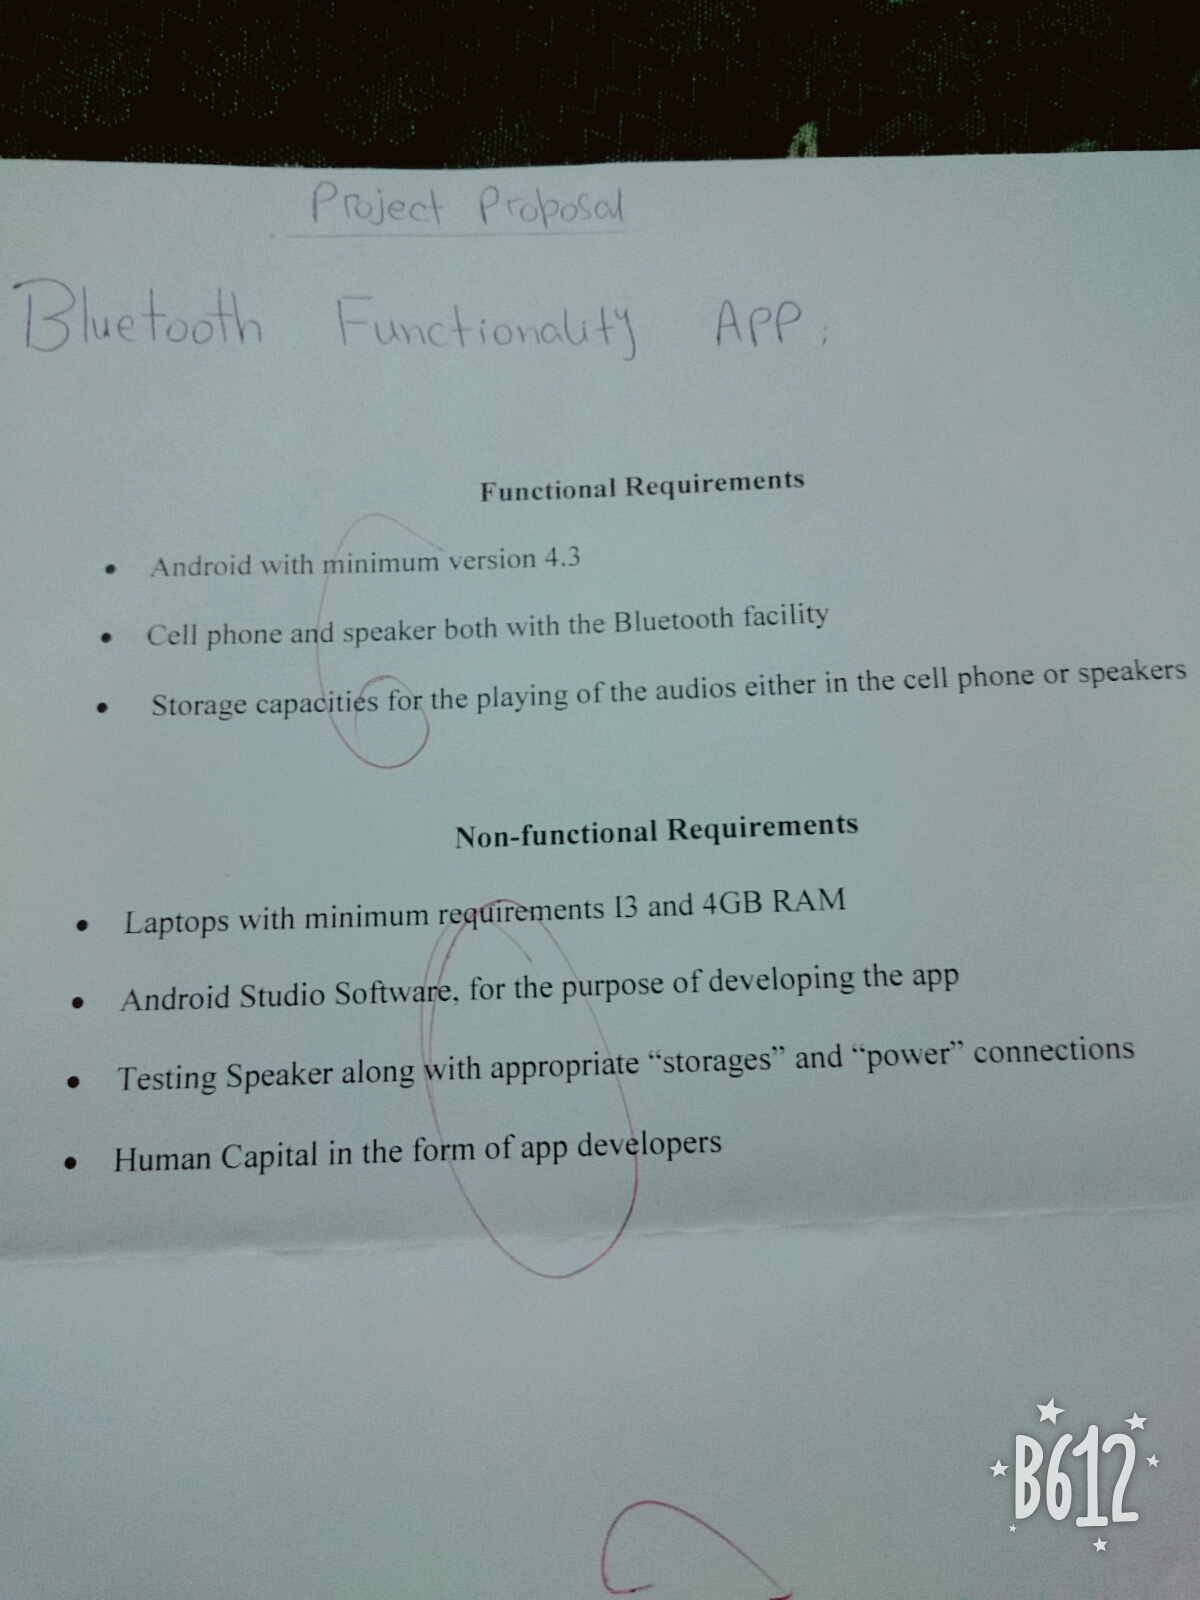 Project Proposal
Bluetooth Functionality APP:
Functional Requirements
• Android with minimum version 4.3
• Cell phone and speaker both with the Bluetooth facility
• Storage capacities for the playing of the audios either in the cell phone or speakers
Non-functional Requirements
• Laptops with minimum requirements I3 and 4GB RAM
• Android Studio Software, for the purpose of developing the app
• Testing Speaker along with appropriate “storages” and “power” connections
• Human Capital in the form of app developers
B612